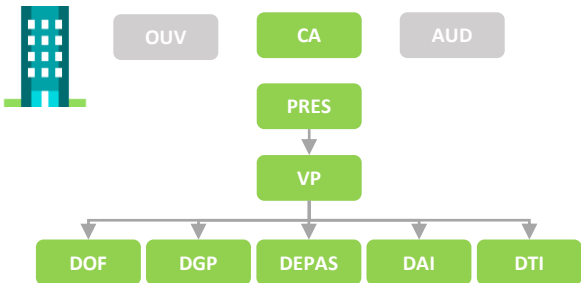 OUV CA AUD
PRES
VP
DOF DGP DEPAS DAI DTI